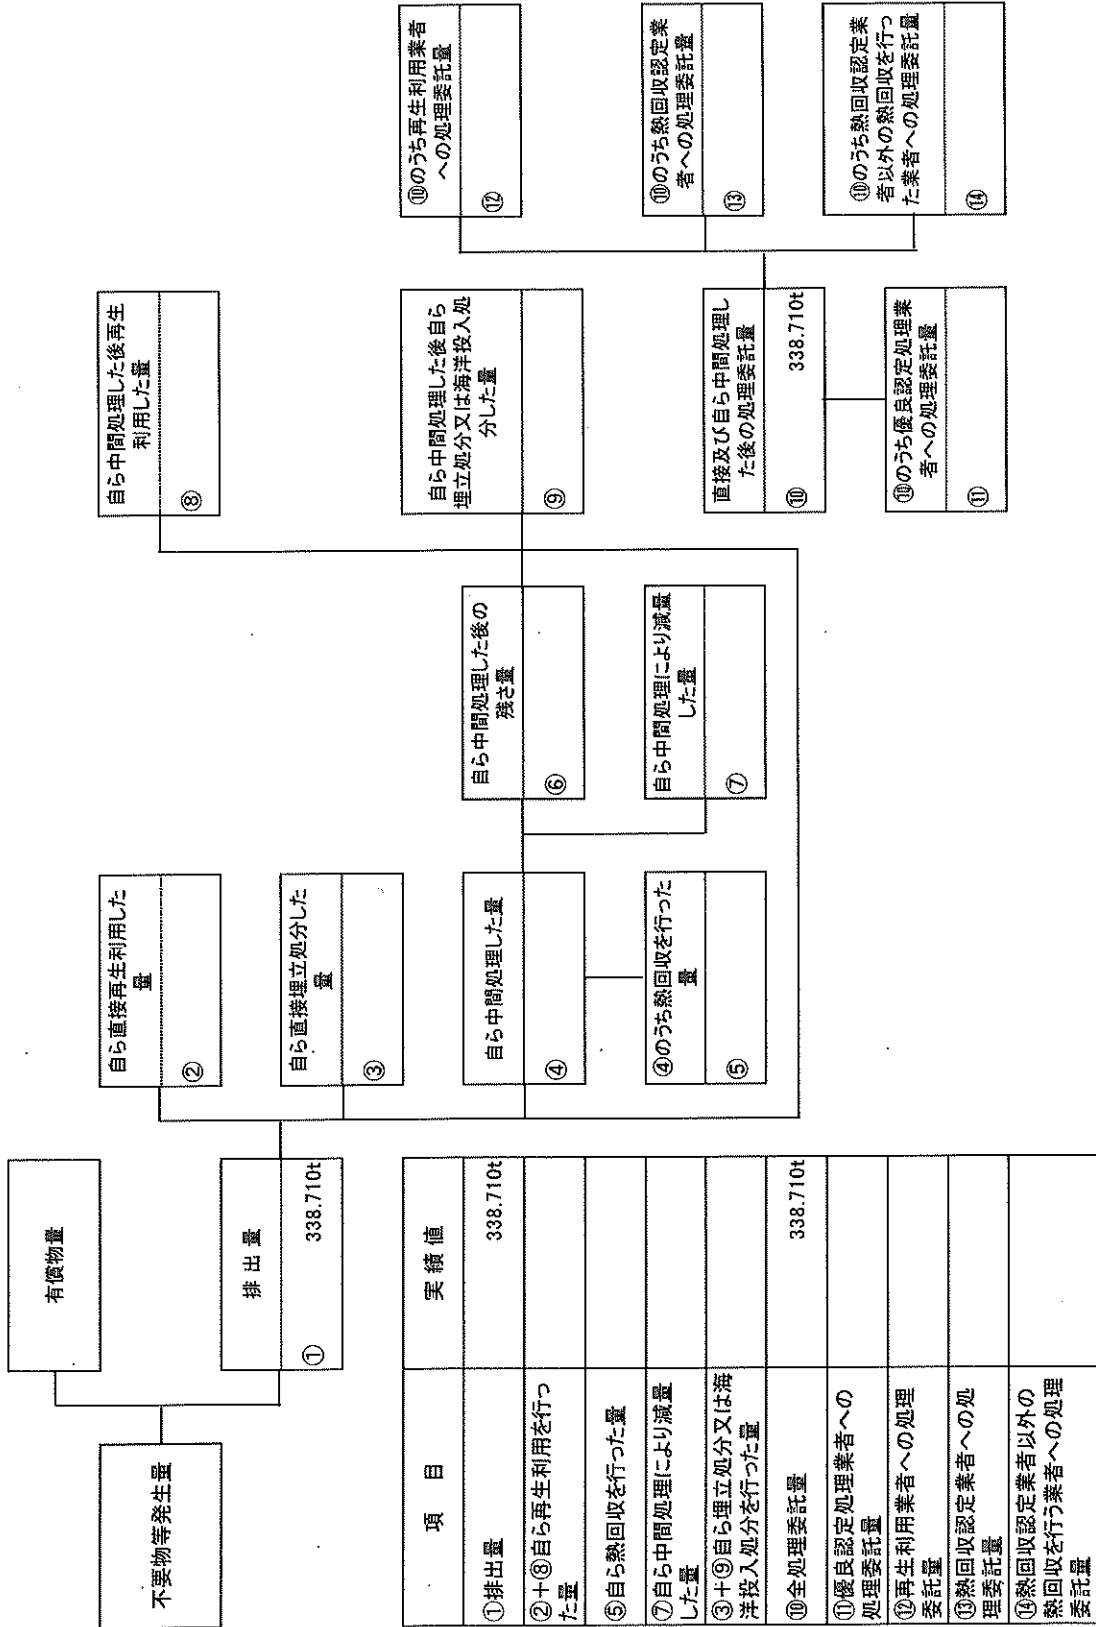 不要物等発生量
有償物量
排 出 量
①
338.710t
自ら直接再生利用した
量
②
自ら直接埋立処分した
量
③
自ら中間処理した量
④
④のうち熱回収を行った
量
⑤
自ら中間処理した後の
残さ量
⑥
自ら中間処理により減量
した量
⑦
自ら中間処理した後再生
利用した量
⑧
自ら中間処理した後自ら
埋立処分又は海洋投入処
分した量
⑨
直接及び自ら中間処理し
た後の処理委託量
⑩
338.710t
⑩のうち優良認定処理業
者への処理委託量
⑪
⑩のうち再生利用業者
への処理委託量
⑫
⑩のうち熱回収認定業
者への処理委託量
⑬
⑩のうち熱回収認定業
者以外の熱回収を行っ
た業者への処理委託量
⑭
項　目
実 績 値
①排出量
338.710t
②+⑧自ら再生利用を行っ
た量
⑤自ら熱回収を行った量
⑦自ら中間処理により減量
した量
③+⑨自ら埋立処分又は海
洋投入処分を行った量
⑩全処理委託量
338.710t
⑪優良認定処理業者への
処理委託量
⑫再生利用業者への処理
委託量
⑬熱回収認定業者への処
理委託量
⑭熱回収認定業者以外の
熱回収を行う業者への処理
委託量